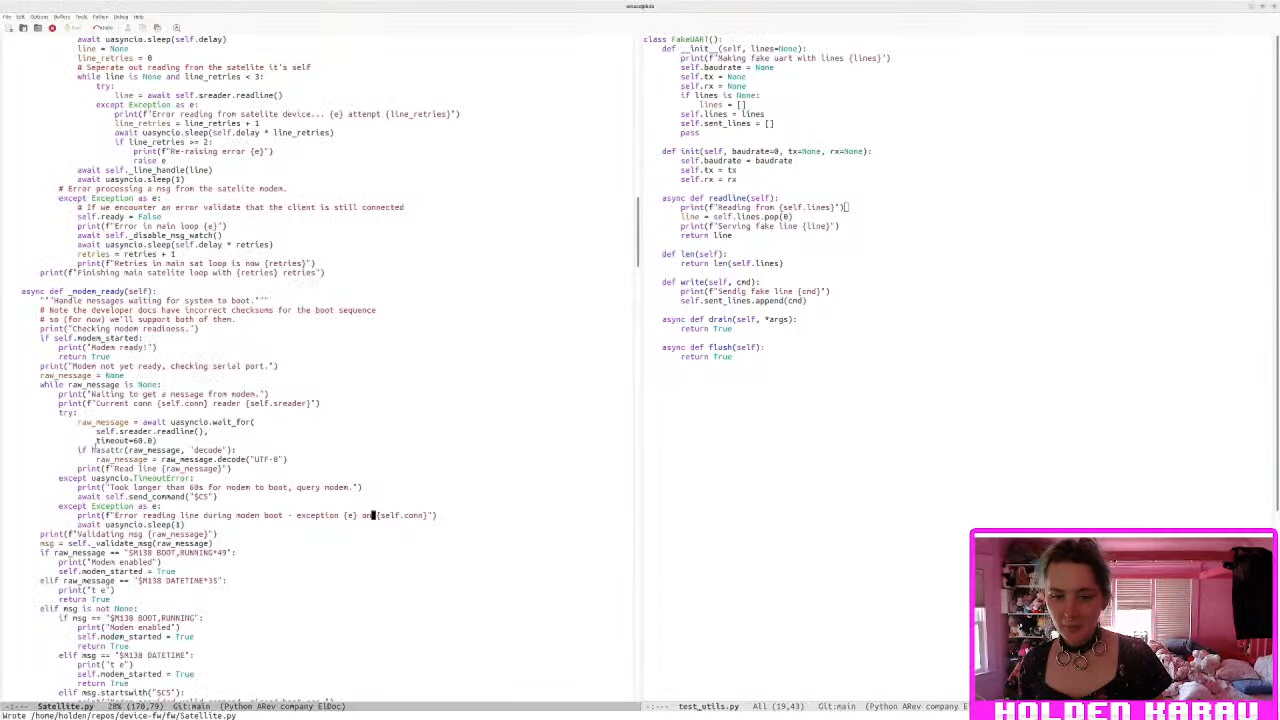 emacs@hda
File Edit Options Buffers Tools Python Debug Help
Save Undo
await uasyncio.sleep(self.delay)
line = None
line_retries = 0
# Seperate out reading from the satellite it's self
while line is None and line_retries < 3:
try:
line = await self.sreader.readline()
except Exception as e:
print(f"Error reading from satelite device... {e} attempt {line_retries}")
line_retries = line_retries + 1
await uasyncio.sleep(self.delay * line_retries)
if line_retries >= 2:
print(f"Re-raising error {e}")
raise e
await self._line_handle(line)
await uasyncio.sleep(1)
# Error processing a msg from the satelite modem.
except Exception as e:
# If we encounter an error validate that the client is still connected
self.ready = False
print(f"Error in main loop {e}")
await self._disable_msg_watch()
await uasyncio.sleep(self.delay * retries)
retries = retries + 1
print(f"Retries in main sat loop is now {retries}")
print(f"Finishing main satellite loop with {retries} retries")
async def _modem_ready(self):
"""Handle messages waiting for system to boot."""
# Note the developer docs have incorrect checksums for the boot sequence
# so (for now) we'll support both of them.
print("Checking modem readiness.")
if self.modem_started:
print("Modem ready!")
return True
print("Modem not yet ready, checking serial port.")
raw_message = None
while raw_message is None:
print("Waiting to get a message from modem.")
print(f"Current conn {self.conn} reader {self.sreader}")
try:
raw_message = await uasyncio.wait_for(
self.sreader.readline(),
timeout=60.0)
if hasattr(raw_message, 'decode"):
raw_message = raw_message.decode("UTF-8")
print(f"Read line {raw_message}")
except uasyncio.TimeoutError:
print("Took longer than 60s for modem to boot, query modem.")
await self.send_command("$CS")
except Exception as e:
print(f"Error reading line during modem boot - exception {e} on {self.conn}")
await uasyncio.sleep(1)
print(f"Validating msg {raw_message}")
msg = self._validate_msg(raw_message)
if raw_message == "$M138 BOOT,RUNNING*49":
print("Modem enabled")
self.modem_started = True
elif raw_message == "$M138 DATETIME*35":
print("t e")
return True
elif msg is not None:
if msg == "$M138 BOOT,RUNNING":
print("Modem enabled")
self.modem_started = True
return True
elif msg == "$M138 DATETIME":
print("t e")
self.modem_started = True
return True
elif msg.startswith("$CS"):
-:--- Satellite.py 28% (170,79) Git:main (Python ARev company ElDoc)
Wrote /home/holden/repos/device-fw/fw/Satellite.py
class FakeUART():
def __init__(self, lines=None):
print(f"Making fake uart with lines {lines}")
self.baudrate = None
self.tx = None
self.rx = None
if lines is None:
lines = []
self.lines = lines
self.sent_lines = []
pass
def init(self, baudrate=0, tx=None, rx=None):
self.baudrate = baudrate
self.tx = tx
self.rx = rx
async def readline(self):
print(f"Reading from {self.lines}")
line = self.lines.pop(0)
print(f"Serving fake line {line}")
return line
def len(self):
return len(self.lines)
def write(self, cmd):
print(f"Sendig fake line {cmd}")
self.sent_lines.append(cmd)
async def drain(self, *args):
return True
async def flush(self):
return True
-:--- test_utils.py All (19,43) Git:main (Python ARev company ElDo
HOLDEN KARAU